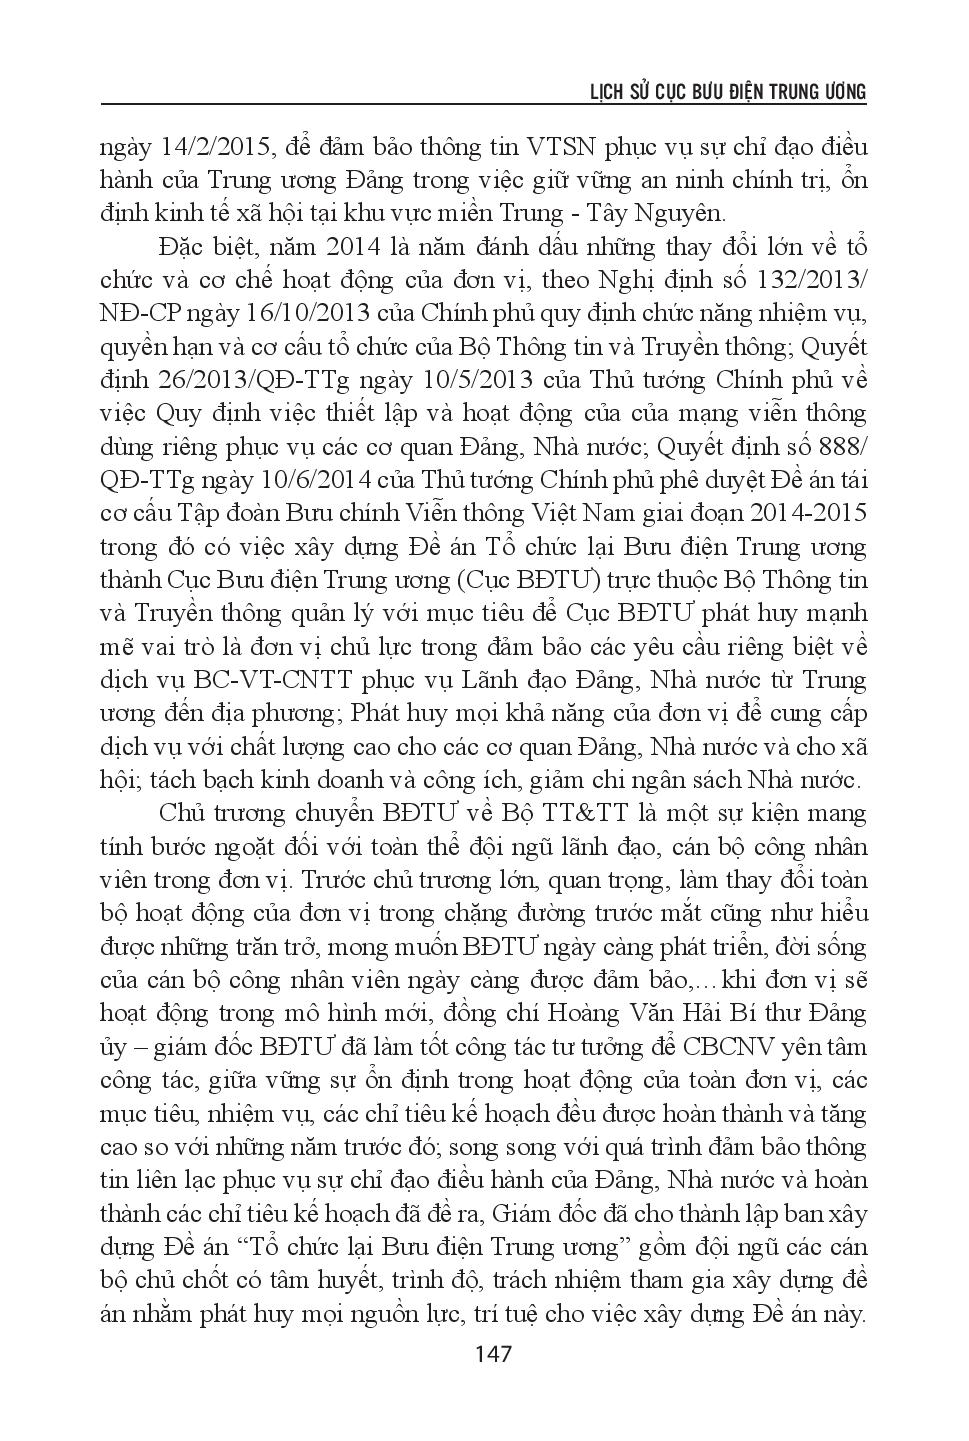 LỊCH SỬ CỤC BƯU ĐIỆN TRUNG ƯƠNG
ngày 14/2/2015, để đảm bảo thông tin VTSN phục vụ sự chỉ đạo điều
hành của Trung ương Đảng trong việc giữ vững an ninh chính trị, ổn
định kinh tế xã hội tại khu vực miền Trung - Tây Nguyên.
Đặc biệt, năm 2014 là năm đánh dấu những thay đổi lớn về tổ
chức và cơ chế hoạt động của đơn vị, theo Nghị định số 132/2013/
NĐ-CP ngày 16/10/2013 của Chính phủ quy định chức năng nhiệm vụ,
quyền hạn và cơ cấu tổ chức của Bộ Thông tin và Truyền thông; Quyết
định 26/2013/QĐ-TTg ngày 10/5/2013 của Thủ tướng Chính phủ về
việc Quy định việc thiết lập và hoạt động của của mạng viễn thông
dùng riêng phục vụ các cơ quan Đảng, Nhà nước; Quyết định số 888/
QĐ-TTg ngày 10/6/2014 của Thủ tướng Chính phủ phê duyệt Đề án tái
cơ cấu Tập đoàn Bưu chính Viễn thông Việt Nam giai đoạn 2014-2015
trong đó có việc xây dựng Đề án Tổ chức lại Bưu điện Trung ương
thành Cục Bưu điện Trung ương (Cục BĐTƯ) trực thuộc Bộ Thông tin
và Truyền thông quản lý với mục tiêu để Cục BĐTƯ phát huy mạnh
mẽ vai trò là đơn vị chủ lực trong đảm bảo các yêu cầu riêng biệt về
dịch vụ BC-VT-CNTT phục vụ Lãnh đạo Đảng, Nhà nước từ Trung
ương đến địa phương; Phát huy mọi khả năng của đơn vị để cung cấp
dịch vụ với chất lượng cao cho các cơ quan Đảng, Nhà nước và cho xã
hội; tách bạch kinh doanh và công ích, giảm chi ngân sách Nhà nước.
Chủ trương chuyển BĐTƯ về Bộ TT&TT là một sự kiện mang
tính bước ngoặt đối với toàn thể đội ngũ lãnh đạo, cán bộ công nhân
viên trong đơn vị. Trước chủ trương lớn, quan trọng, làm thay đổi toàn
bộ hoạt động của đơn vị trong chặng đường trước mắt cũng như hiểu
được những trăn trở, mong muốn BĐTƯ ngày càng phát triển, đời sống
của cán bộ công nhân viên ngày càng được đảm bảo,…khi đơn vị sẽ
hoạt động trong mô hình mới, đồng chí Hoàng Văn Hải Bí thư Đảng
ủy – giám đốc BĐTƯ đã làm tốt công tác tư tưởng để CBCNV yên tâm
công tác, giữa vững sự ổn định trong hoạt động của toàn đơn vị, các
mục tiêu, nhiệm vụ, các chỉ tiêu kế hoạch đều được hoàn thành và tăng
cao so với những năm trước đó; song song với quá trình đảm bảo thông
tin liên lạc phục vụ sự chỉ đạo điều hành của Đảng, Nhà nước và hoàn
thành các chỉ tiêu kế hoạch đã đề ra, Giám đốc đã cho thành lập ban xây
dựng Đề án “Tổ chức lại Bưu điện Trung ương” gồm đội ngũ các cán
bộ chủ chốt có tâm huyết, trình độ, trách nhiệm tham gia xây dựng đề
án nhằm phát huy mọi nguồn lực, trí tuệ cho việc xây dựng Đề án này.
147